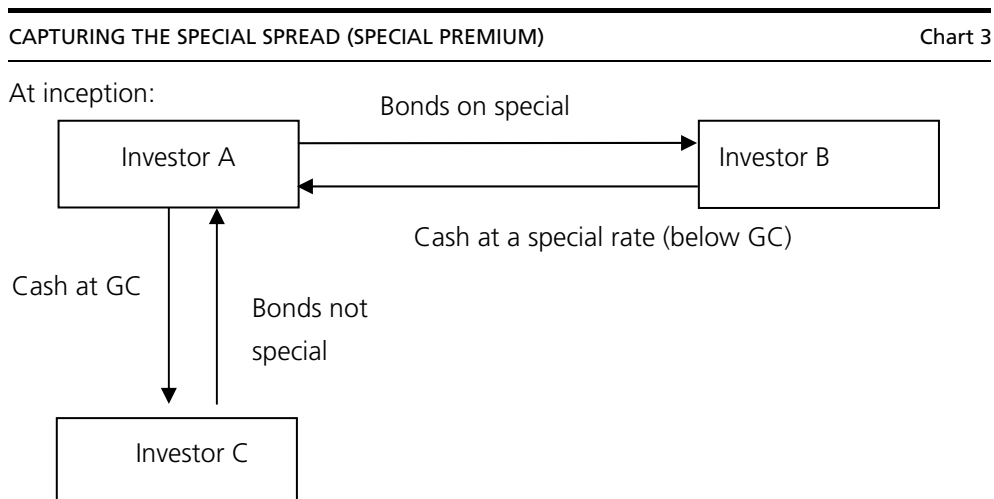 CAPTURING THE SPECIAL SPREAD (SPECIAL PREMIUM) Chart 3
At inception:
Bonds on special
Investor A
Investor B
Cash at a special rate (below GC)
Cash at GC
Bonds not
special
Investor C